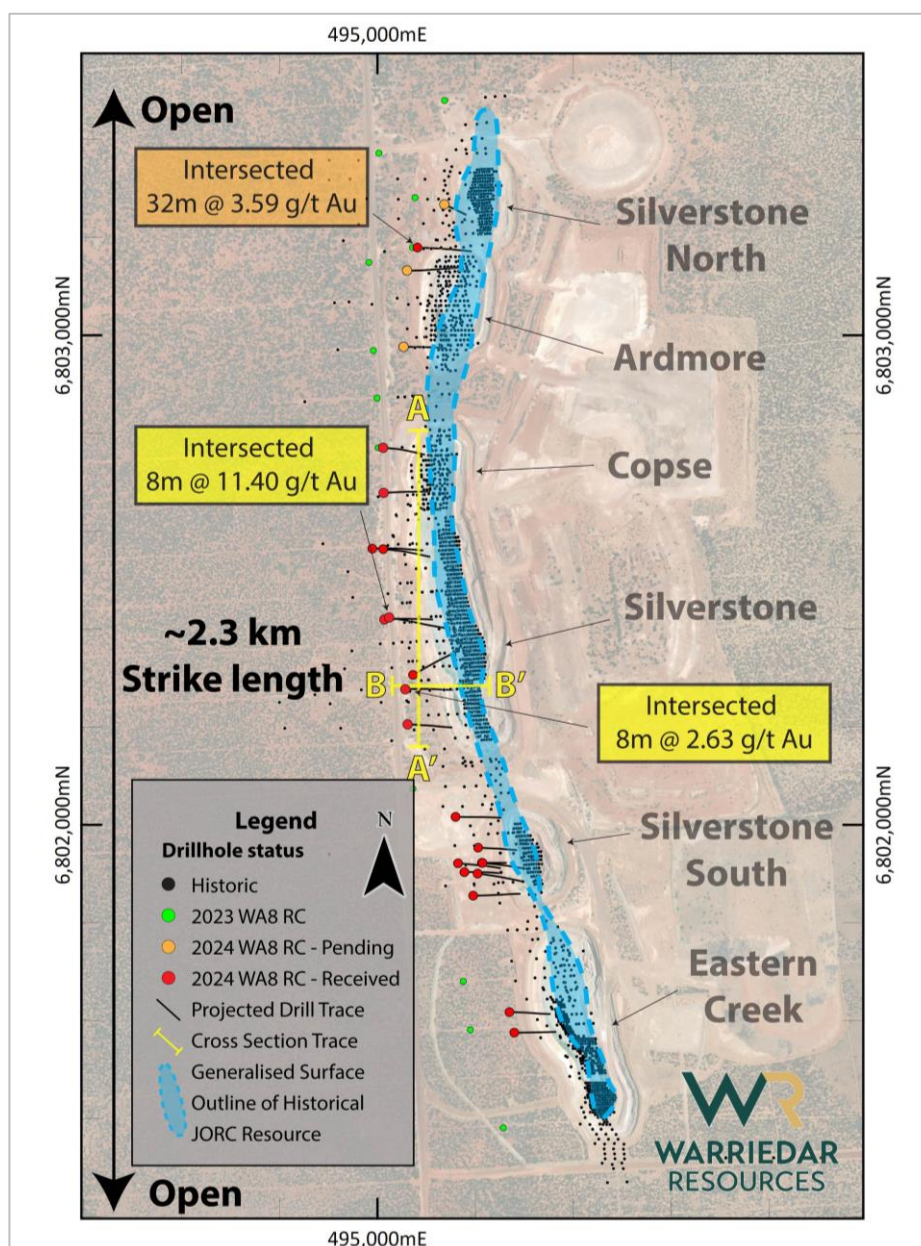 495,000mE
Open
Intersected
32m @ 3.59 g/t Au
Silverstone
North
6,803,000mN
6,803,000mN
Ardmore
A
Copse
Intersected
8m @ 11.40 g/t Au
Silverstone
~2.3 km
Strike length
B
B'
Intersected
8m @ 2.63 g/t Au
A'
6,802,000mN
6,802,000mN
Silverstone
South
Legend
N
Drillhole status
Historic
2023 WA8 RC
2024 WA8 RC - Pending
2024 WA8 RC - Received
Projected Drill Trace
Cross Section Trace
Generalised Surface
Outline of Historical
JORC Resource
Eastern
Creek
WR
WARRIEDAR
RESOURCES
Open
495,000mE